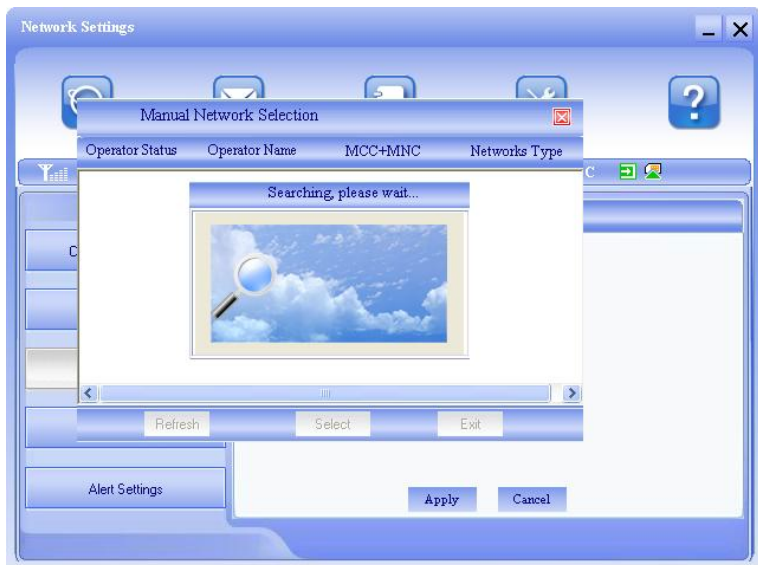 Network Settings
?
Manual Network Selection
Operator Status Operator Name MCC+MNC Networks Type
C
Searching, please wait...
C
Refresh Select Exit
Alert Settings
Apply Cancel